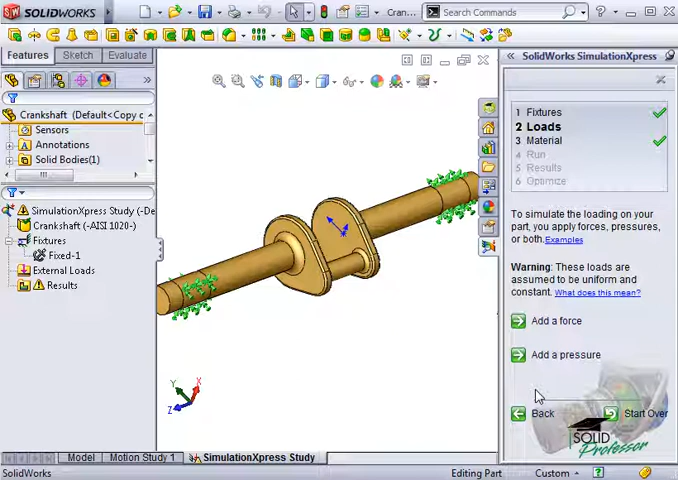 SOLIDWORKS
Cran...
Search Commands
Features
Sketch
Evaluate
SolidWorks SimulationXpress
Crankshaft (Default<Copy c
Sensors
Annotations
Solid Bodies(1)
SimulationXpress Study (-De
Crankshaft (-AISI 1020-)
Fixtures
Fixed-1
External Loads
Results
Y
X
Z
1 Fixtures
2 Loads
3 Material
4 Run
5 Results
6 Optimize
To simulate the loading on your
part, you apply forces, pressures,
or both. Examples
Warning: These loads are
assumed to be uniform and
constant. What does this mean?
Add a force
Add a pressure
Back
Start Over
SOLID
Professor
Model
Motion Study 1
SimulationXpress Study
SolidWorks
Editing Part
Custom